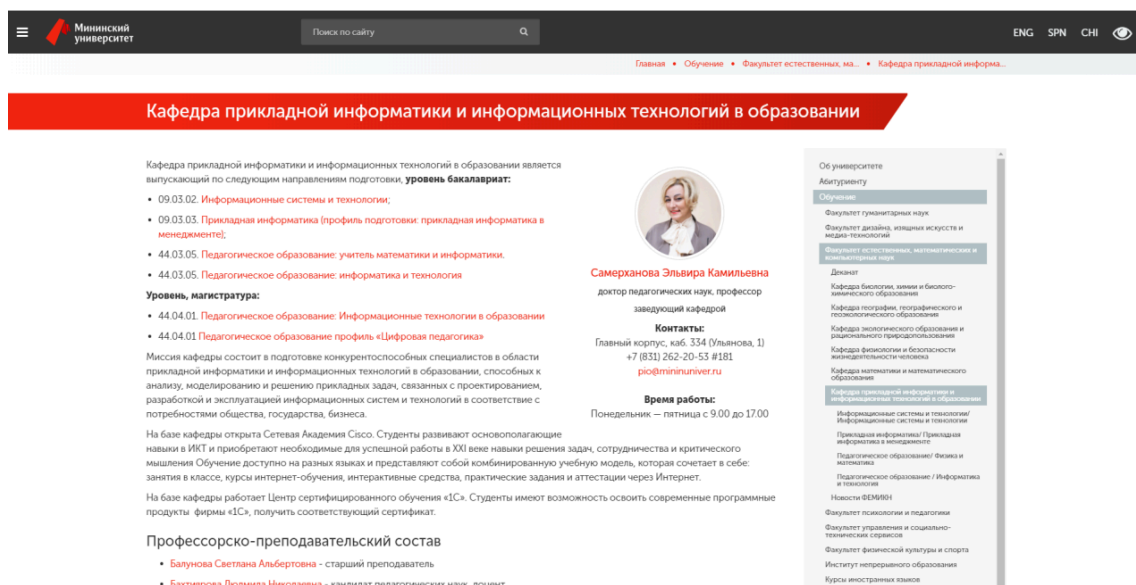 Мининский
университет
Поиск по сайту
ENG SPN CHI
Главная • Обучение • Факультет естественных, ма... • Кафедра прикладной информа...
Кафедра прикладной информатики и информационных технологий в образовании
Кафедра прикладной информатики и информационных технологий в образовании является
выпускающий по следующим направлениям подготовки, уровень бакалавриат:
• 09.03.02. Информационные системы и технологии;
• 09.03.03. Прикладная информатика (профиль подготовки: прикладная информатика в
менеджменте);
• 44.03.05. Педагогическое образование: учитель математики и информатики.
• 44.03.05. Педагогическое образование: информатика и технология
Уровень, магистратура:
• 44.04.01. Педагогическое образование: Информационные технологии в образовании
• 44.04.01 Педагогическое образование профиль «Цифровая педагогика»
Миссия кафедры состоит в подготовке конкурентоспособных специалистов в области
прикладной информатики и информационных технологий в образовании, способных к
анализу, моделированию и решению прикладных задач, связанных с проектированием,
разработкой и эксплуатацией информационных систем и технологий в соответствие с
потребностями общества, государства, бизнеса.
Самерханова Эльвира Камильевна
доктор педагогических наук, профессор
заведующий кафедрой
Контакты:
Главный корпус, каб. 334 (Ульянова, 1)
+7 (831) 262-20-53 #181
pio@mininuniver.ru
Время работы:
Понедельник — пятница с 9.00 до 17.00
На базе кафедры открыта Сетевая Академия Cisco. Студенты развивают основополагающие
навыки в ИКТ и приобретают необходимые для успешной работы в XXI веке навыки решения задач, сотрудничества и критического
мышления Обучение доступно на разных языках и представляют собой комбинированную учебную модель, которая сочетает в себе:
занятия в классе, курсы интернет-обучения, интерактивные средства, практические задания и аттестации через Интернет.
На базе кафедры работает Центр сертифицированного обучения «1С». Студенты имеют возможность освоить современные программные
продукты фирмы «1С», получить соответствующий сертификат.
Профессорско-преподавательский состав
• Балунова Светлана Альбертовна - старший преподаватель
• Бахтиярова Людмила Николаевна - кандидат педагогических наук, доцент
Об университете
Абитуриенту
Обучение
Факультет гуманитарных наук
Факультет дизайна, изящных искусств и
медиа-технологий
Факультет естественных, математических и
компьютерных наук
Деканат
Кафедра биологии, химии и биолого-
химического образования
Кафедра географии, географического и
геоэкологического образования
Кафедра экологического образования и
рационального природопользования
Кафедра физиологии и безопасности
жизнедеятельности человека
Кафедра математики и математического
образования
Кафедра прикладной информатики и
информационных технологий в образовании
Информационные системы и технологии/
Информационные системы и технологии
Прикладная информатика/ Прикладная
информатика в менеджменте
Педагогическое образование/ Физика и
математика
Педагогическое образование / Информатика
и технология
Новости ФЕМИКН
Факультет психологии и педагогики
Факультет управления и социально-
технических сервисов
Факультет физической культуры и спорта
Институт непрерывного образования
Курсы иностранных языков